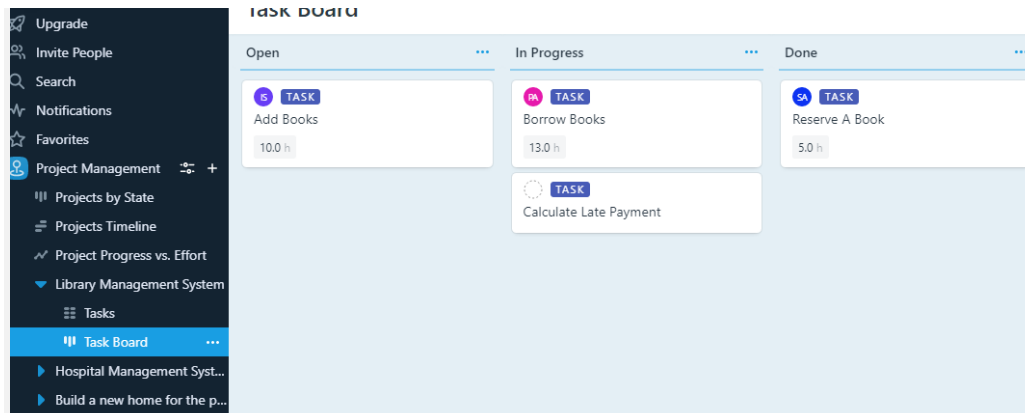 Upgrade
Invite People
Search
Notifications
Favorites
Project Management
Projects by State
Projects Timeline
Project Progress vs. Effort
Library Management System
Tasks
Task Board
Hospital Management Syst...
Build a new home for the p...
Task Board
Open
IS TASK
Add Books
10.0 h
In Progress
PA TASK
Borrow Books
13.0 h
TASK
Calculate Late Payment
Done
SA TASK
Reserve A Book
5.0 h